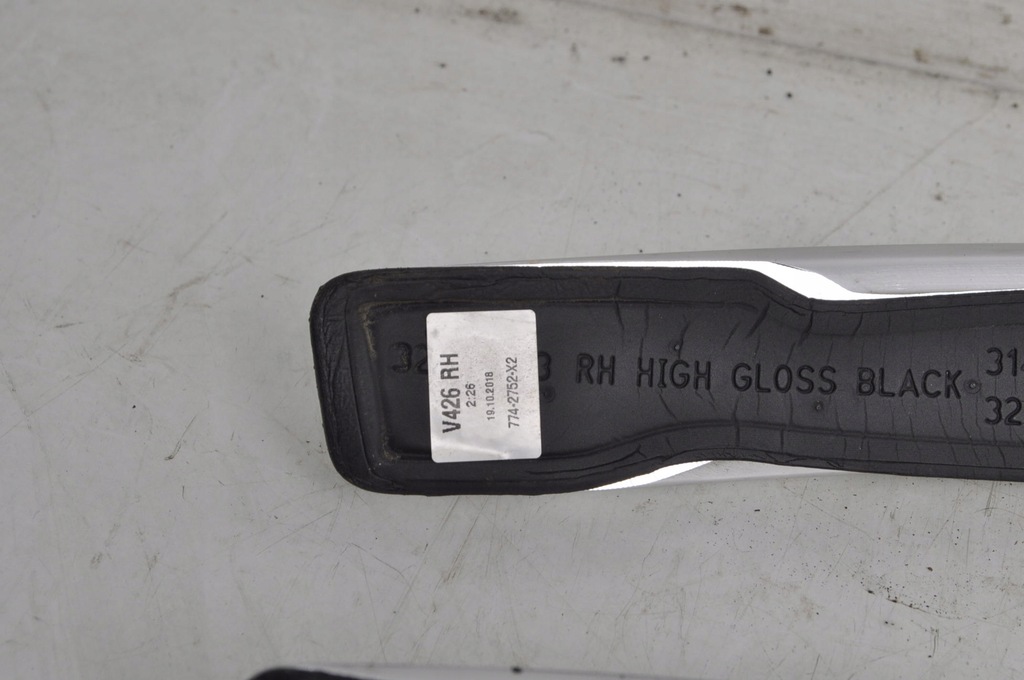 V426 RH
2:26
19.10.2018
774-2752-X2
RH HIGH GLOSS BLACK